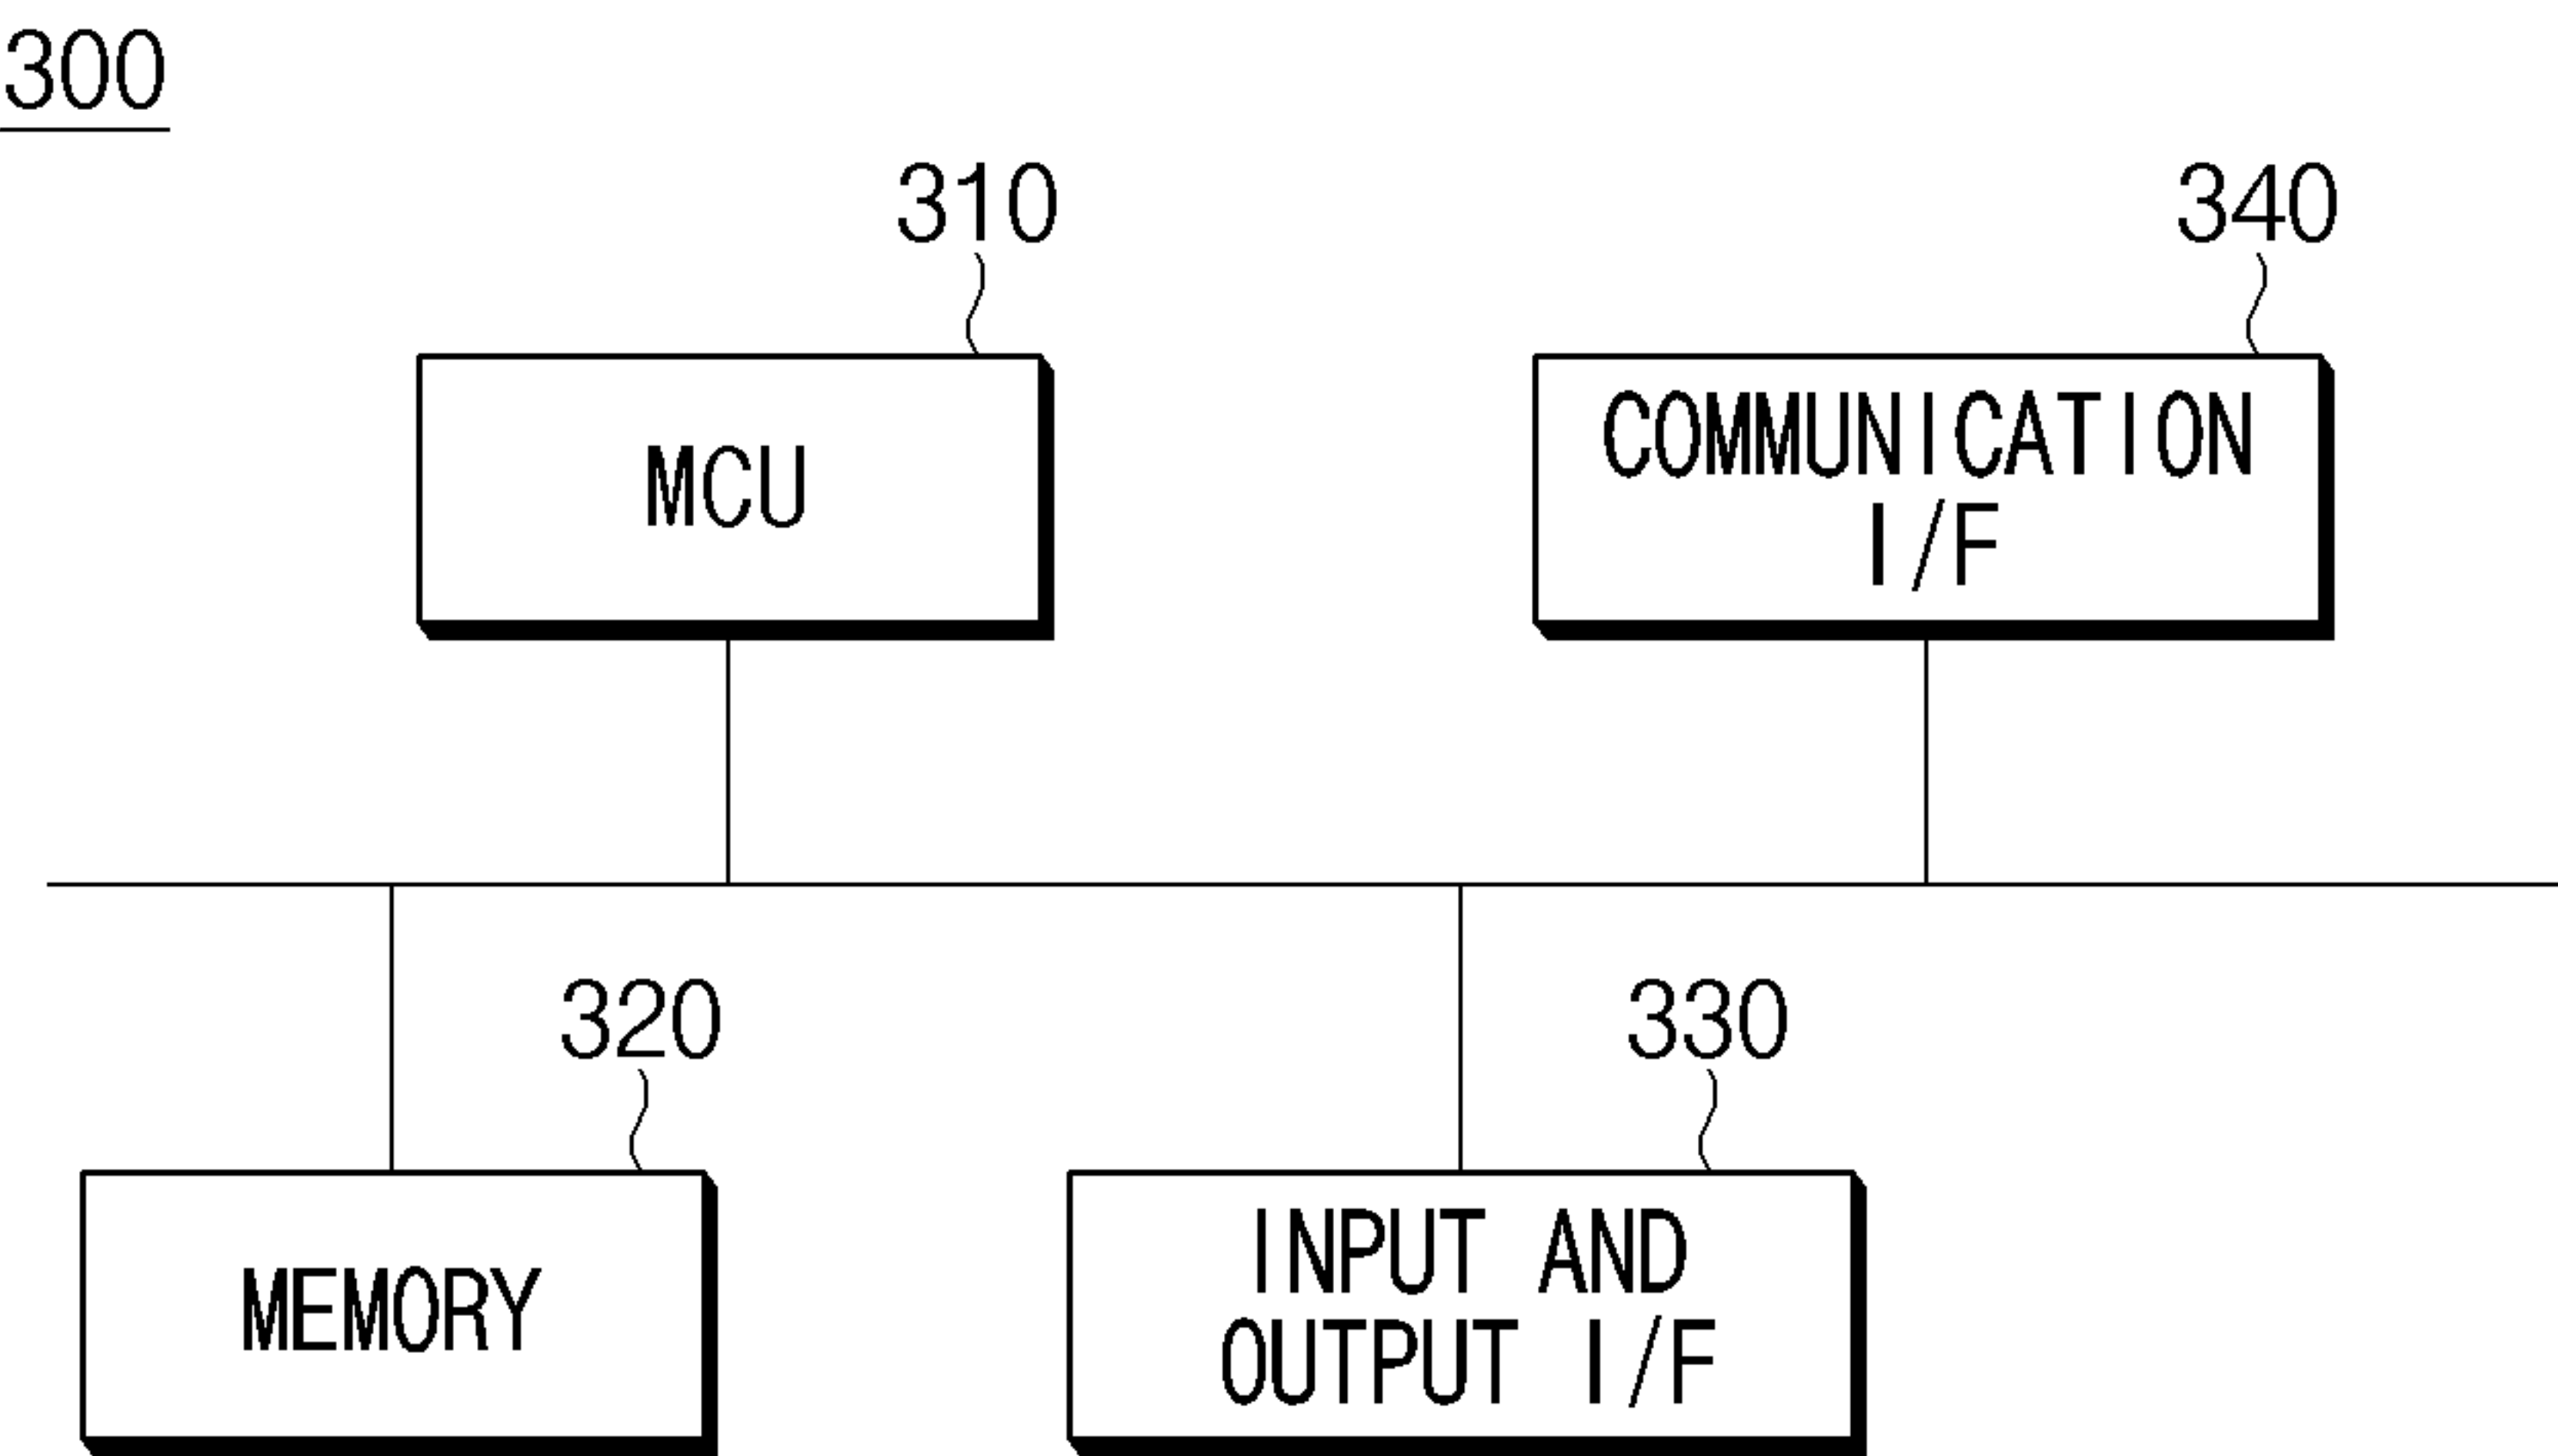 300
310
340
MCU
COMMUNICATION
I/F
320
330
MEMORY
INPUT AND
OUTPUT I/F